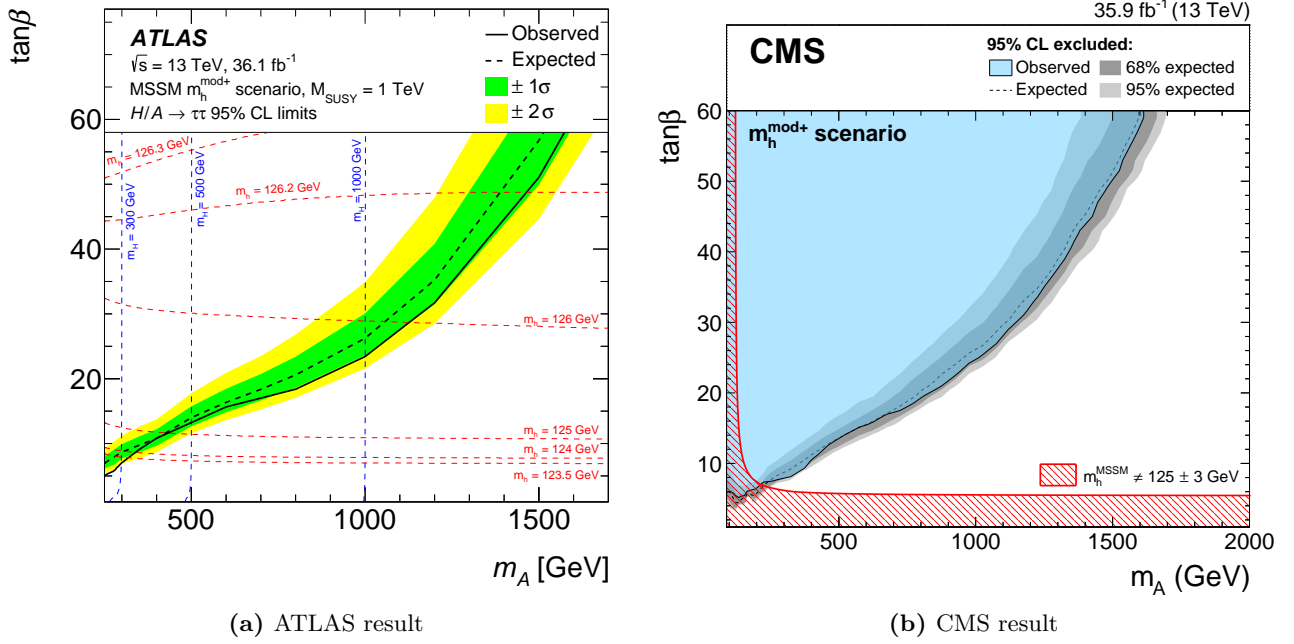 tanβ
ATLAS
√s = 13 TeV, 36.1 fb⁻¹
MSSM m_h^mod+ scenario, M_SUSY = 1 TeV
H/A → ττ 95% CL limits
Observed
Expected
± 1σ
± 2σ
60
40
20
m_h = 126.3 GeV
m_h = 126.2 GeV
m_h = 126 GeV
m_h = 125 GeV
m_h = 124 GeV
m_h = 123.5 GeV
m_H = 300 GeV
m_H = 500 GeV
m_H = 1000 GeV
500 1000 1500
m_A [GeV]
(a) ATLAS result
35.9 fb⁻¹ (13 TeV)
CMS
95% CL excluded:
Observed
68% expected
Expected
95% expected
tanβ
m_h^mod+ scenario
60
50
40
30
20
10
m_h^MSSM ≠ 125 ± 3 GeV
500 1000 1500 2000
m_A (GeV)
(b) CMS result